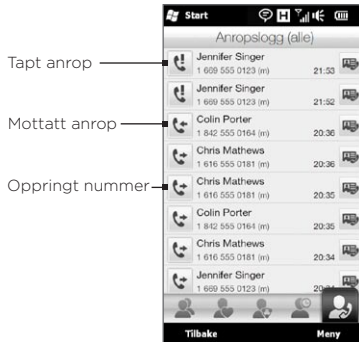 Start
Anropslogg (alle)
Tapt anrop
Jennifer Singer
1 669 555 0123 (m) 21:53
Jennifer Singer
1 669 555 0123 (m) 21:52
Mottatt anrop
Colin Porter
1 842 555 0164 (m) 20:36
Chris Mathews
1 616 555 0181 (m) 20:36
Oppringt nummer
Chris Mathews
1 616 555 0181 (m) 20:35
Colin Porter
1 842 555 0164 (m) 20:35
Chris Mathews
1 616 555 0181 (m) 20:34
Jennifer Singer
1 669 555 0123 (m) 20:34
Tilbake Meny